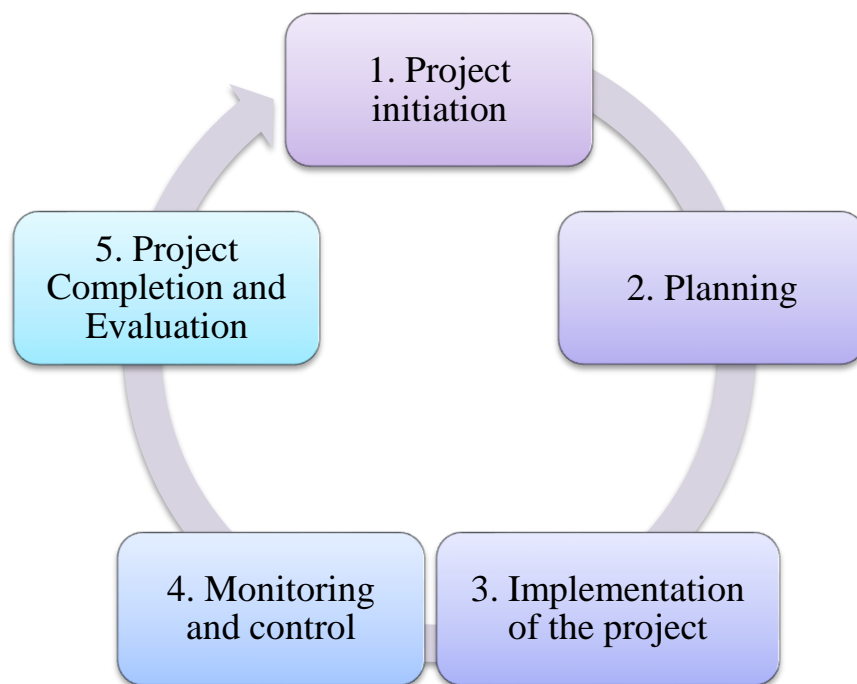 1. Project
initiation
2. Planning
3. Implementation
of the project
4. Monitoring
and control
5. Project
Completion and
Evaluation